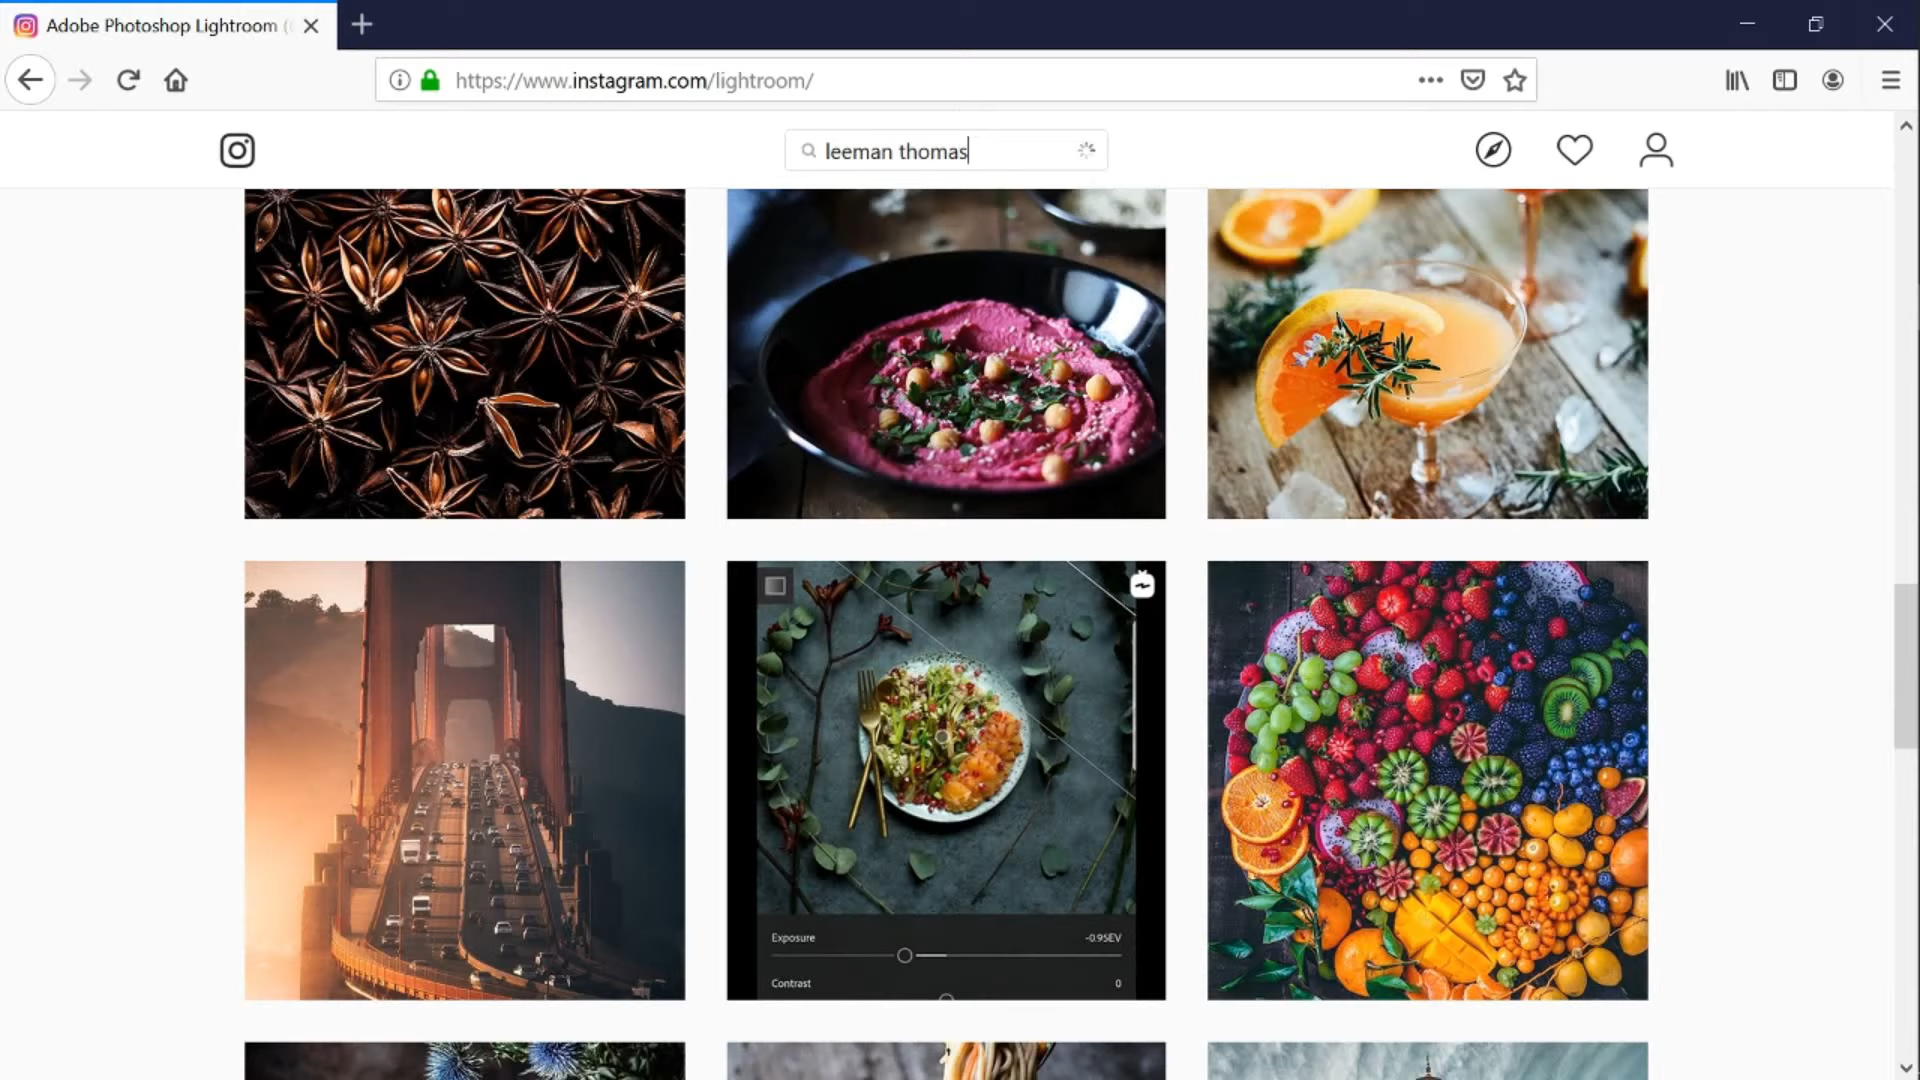 Adobe Photoshop Lightroom (
https://www.instagram.com/lightroom/
leeman thomas
Exposure -0.95EV
Contrast 0